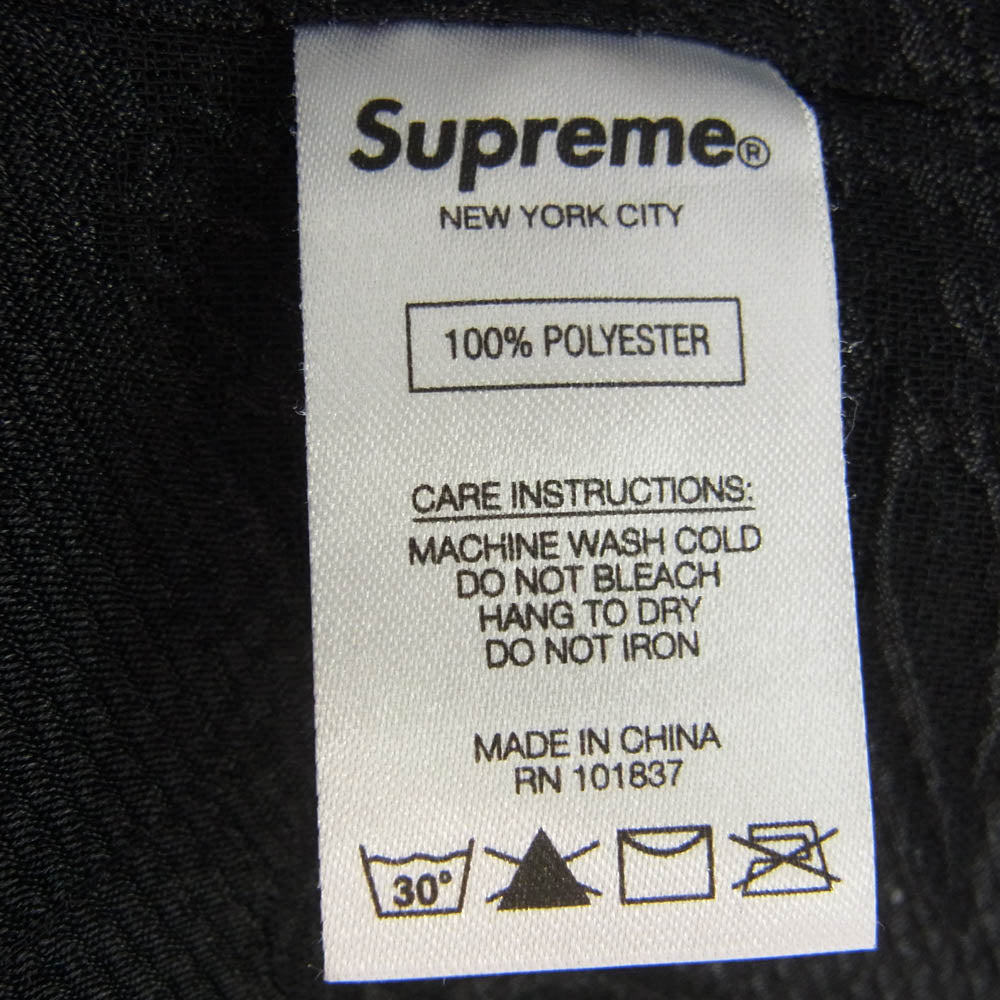 Supreme®
NEW YORK CITY
100% POLYESTER
CARE INSTRUCTIONS:
MACHINE WASH COLD
DO NOT BLEACH
HANG TO DRY
DO NOT IRON
MADE IN CHINA
RN 101837
30°